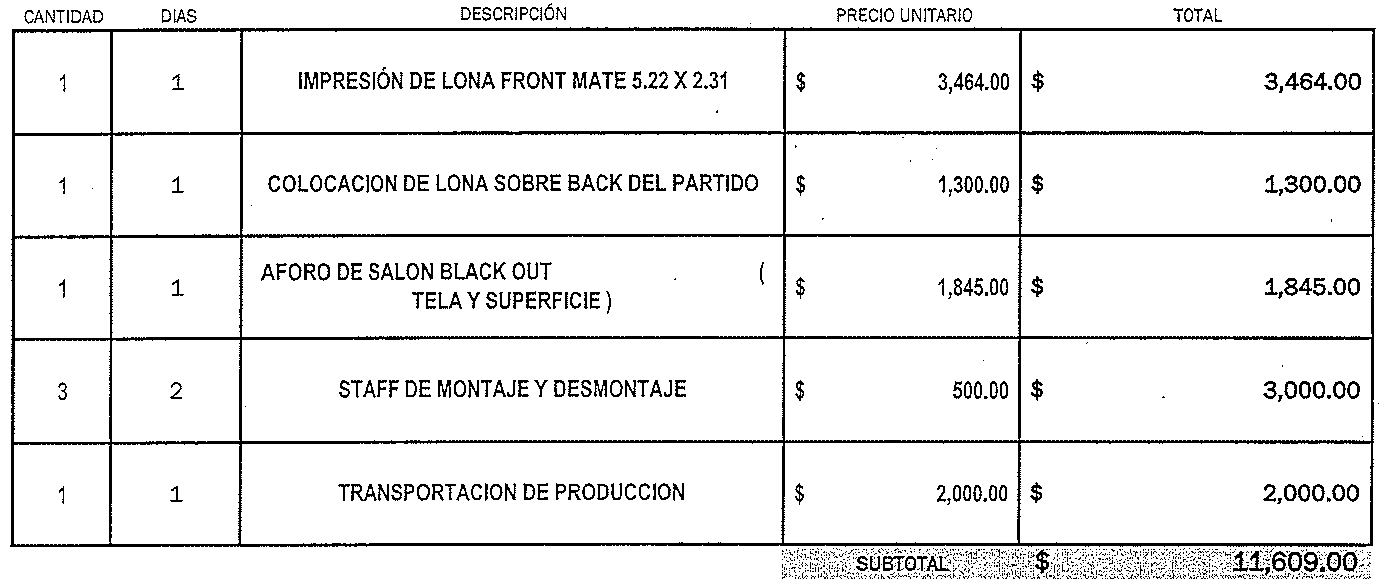 CANTIDAD DIAS DESCRIPCIÓN PRECIO UNITARIO TOTAL
1 1 IMPRESIÓN DE LONA FRONT MATE 5.22 X 2.31 $ 3,464.00 $ 3,464.00
1 1 COLOCACION DE LONA SOBRE BACK DEL PARTIDO $ 1,300.00 $ 1,300.00
1 1 AFORO DE SALON BLACK OUT ( $ 1,845.00 $ 1,845.00
TELA Y SUPERFICIE )
3 2 STAFF DE MONTAJE Y DESMONTAJE $ 500.00 $ 3,000.00
1 1 TRANSPORTACION DE PRODUCCION $ 2,000.00 $ 2,000.00
SUBTOTAL $ 11,609.00